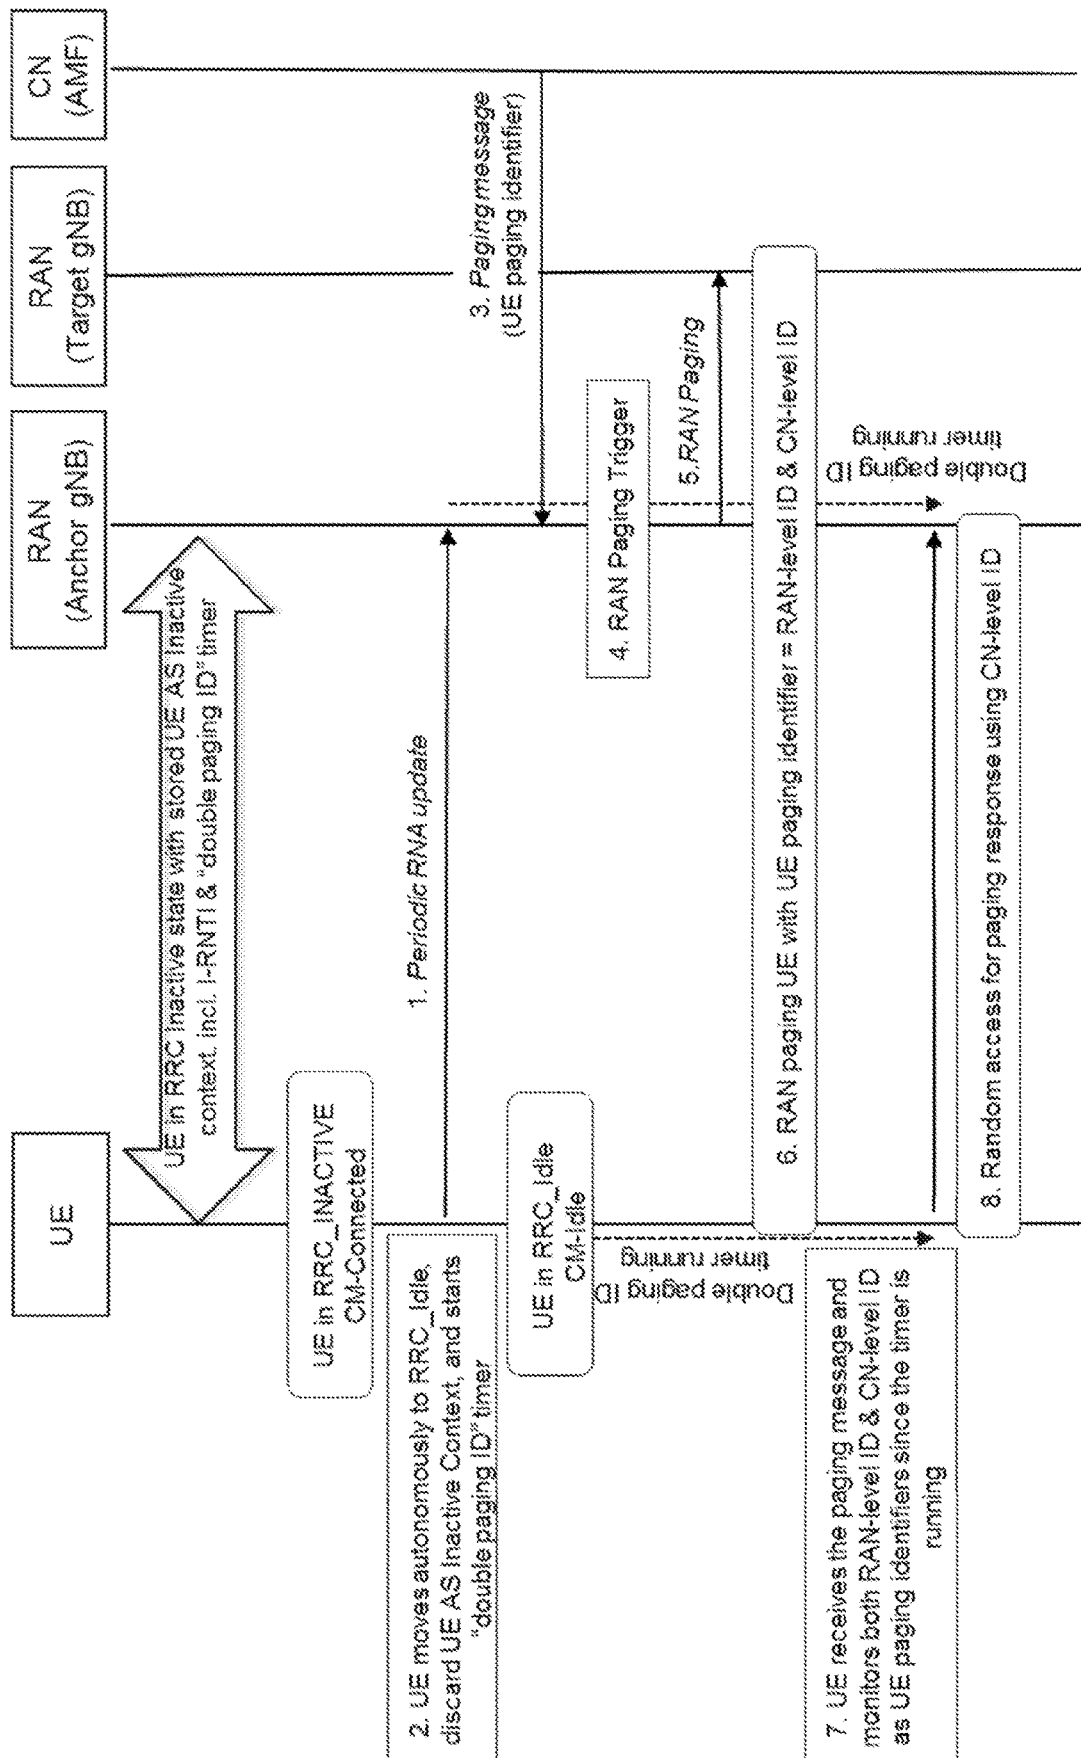 UE
RAN
(Anchor gNB)
RAN
(Target gNB)
CN
(AMF)
UE in RRC Inactive state with stored UE AS Inactive
context, incl. I-RNTI & "double paging ID" timer
UE in RRC_INACTIVE
CM-Connected
1. Periodic RNA update
2. UE moves autonomously to RRC_Idle,
discard UE AS Inactive Context, and starts
"double paging ID" timer
3. Paging message
(UE paging identifier)
UE in RRC_Idle
CM-Idle
4. RAN Paging Trigger
Double paging ID
timer running
5.RAN Paging
6. RAN paging UE with UE paging identifier = RAN-level ID & CN-level ID
Double paging ID
timer running
7. UE receives the paging message and
monitors both RAN-level ID & CN-level ID
as UE paging identifiers since the timer is
running
8. Random access for paging response using CN-level ID